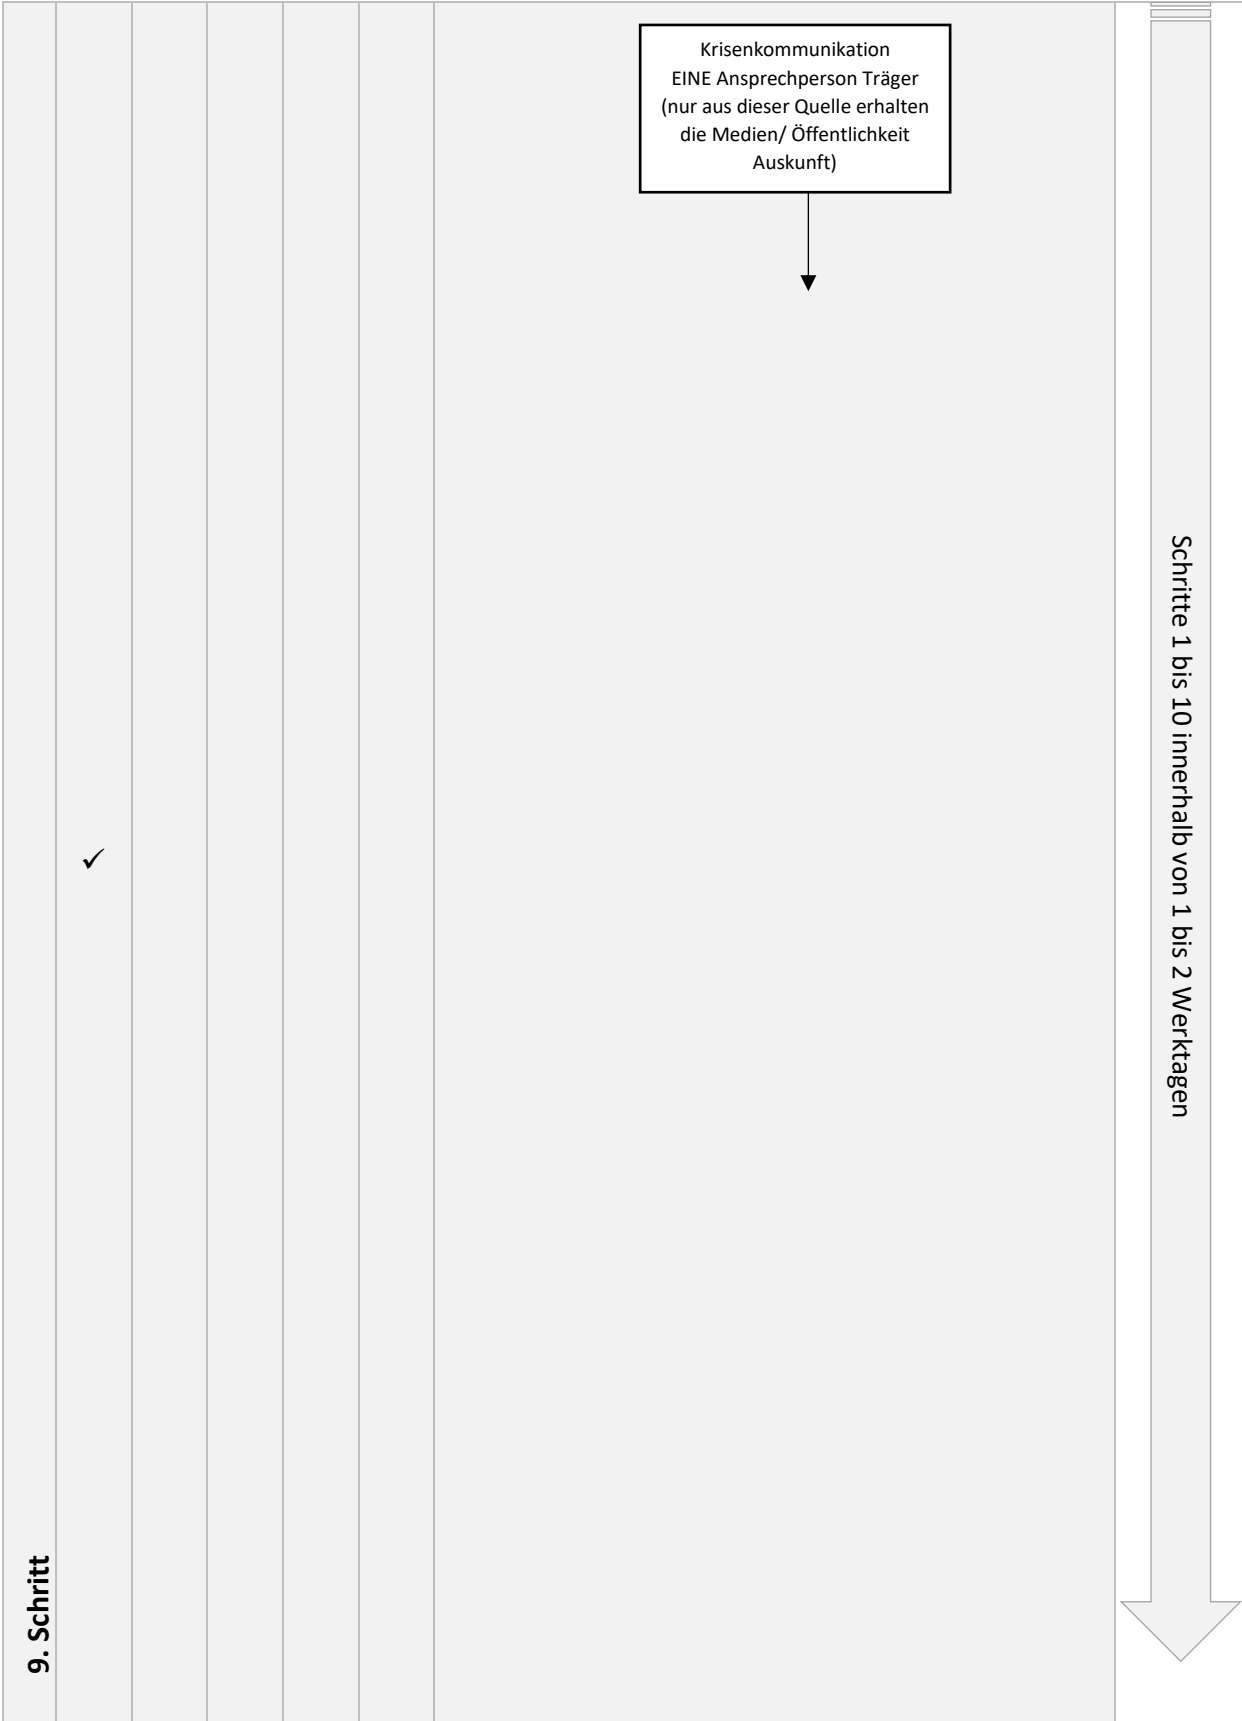 Krisenkommunikation
EINE Ansprechperson Träger
(nur aus dieser Quelle erhalten
die Medien/ Öffentlichkeit
Auskunft)
Schritte 1 bis 10 innerhalb von 1 bis 2 Werktagen
✓
9. Schritt